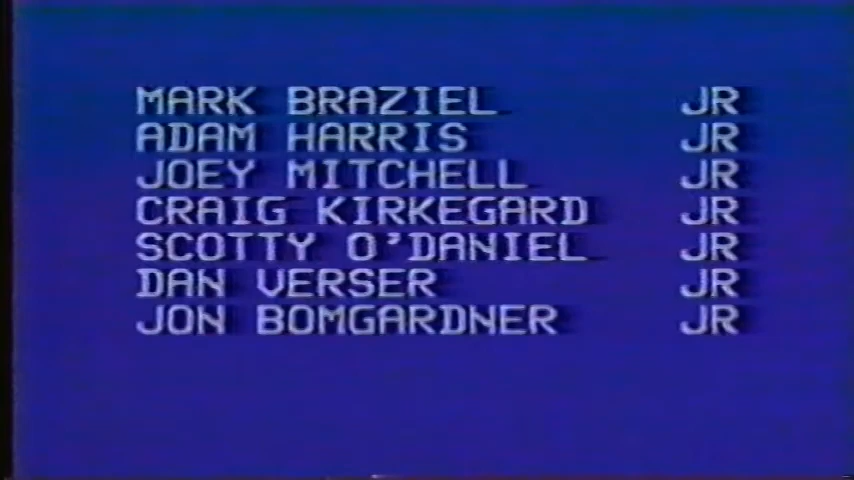 MARK BRAZIEL JR
ADAM HARRIS JR
JOEY MITCHELL JR
CRAIG KIRKEGARD JR
SCOTTY O'DANIEL JR
DAN VERSER JR
JON BOMGARDNER JR